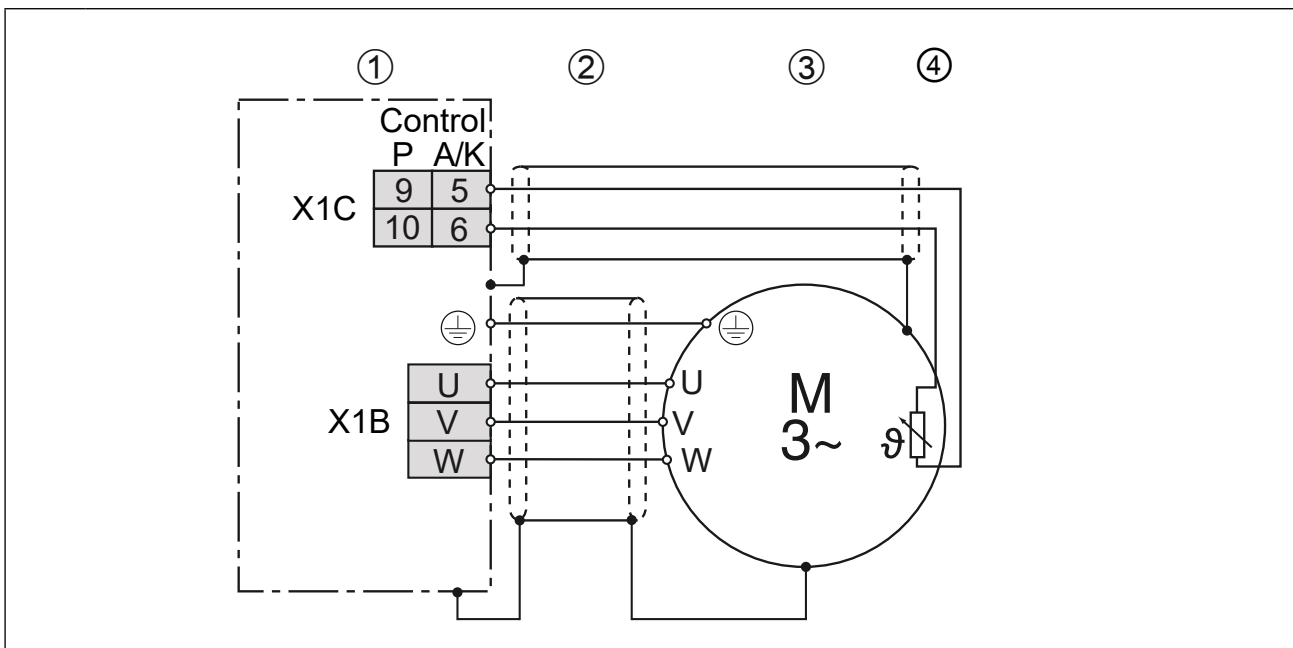 ① ② ③ ④
Control
P A/K
X1C 9 5
10 6
U U
X1B V V
W W
M
3~
ϑ